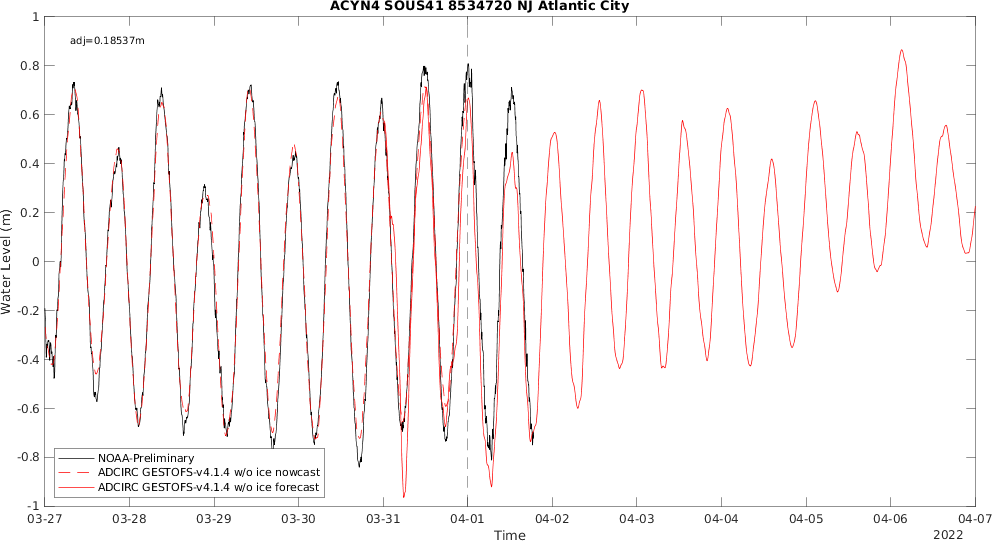 ACYN4 SOUS41 8534720 NJ Atlantic City
adj=0.18537m
Water Level (m)
1
0.8
0.6
0.4
0.2
0
-0.2
-0.4
-0.6
-0.8
-1
NOAA-Preliminary
ADCIRC GESTOFS-v4.1.4 w/o ice nowcast
ADCIRC GESTOFS-v4.1.4 w/o ice forecast
03-27 03-28 03-29 03-30 03-31 04-01 04-02 04-03 04-04 04-05 04-06 04-07
Time
2022